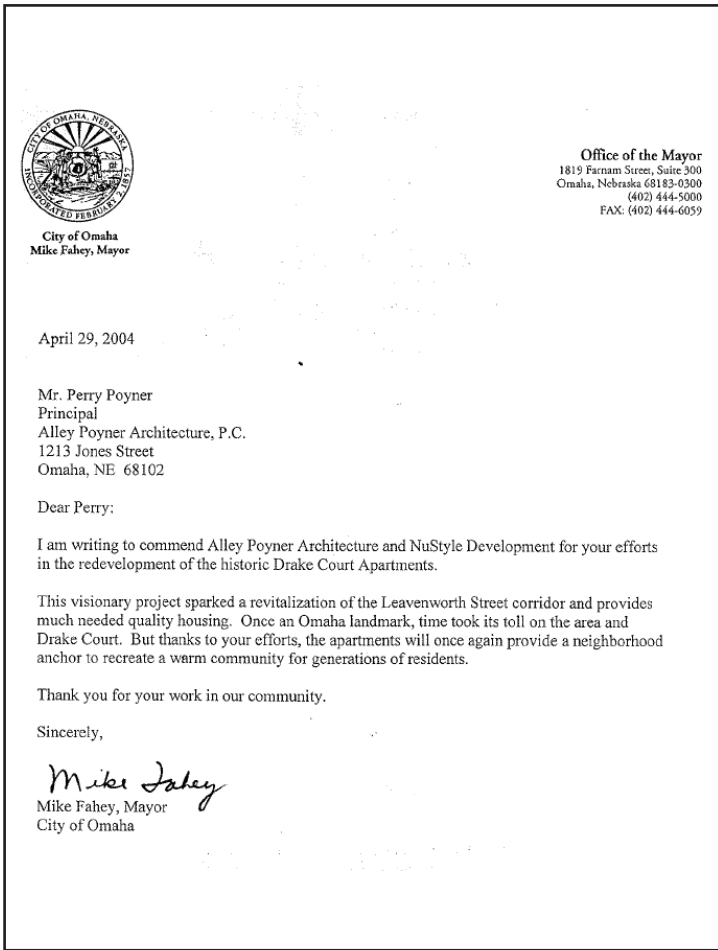 CITY OF OMAHA, NEBRASKA
INCORPORATED FEBRUARY 2, 1857
City of Omaha
Mike Fahey, Mayor
Office of the Mayor
1819 Farnam Street, Suite 300
Omaha, Nebraska 68183-0300
(402) 444-5000
FAX: (402) 444-6059
April 29, 2004
Mr. Perry Poyner
Principal
Alley Poyner Architecture, P.C.
1213 Jones Street
Omaha, NE 68102
Dear Perry:
I am writing to commend Alley Poyner Architecture and NuStyle Development for your efforts
in the redevelopment of the historic Drake Court Apartments.
This visionary project sparked a revitalization of the Leavenworth Street corridor and provides
much needed quality housing. Once an Omaha landmark, time took its toll on the area and
Drake Court. But thanks to your efforts, the apartments will once again provide a neighborhood
anchor to recreate a warm community for generations of residents.
Thank you for your work in our community.
Sincerely,
Mike Fahey
Mike Fahey, Mayor
City of Omaha